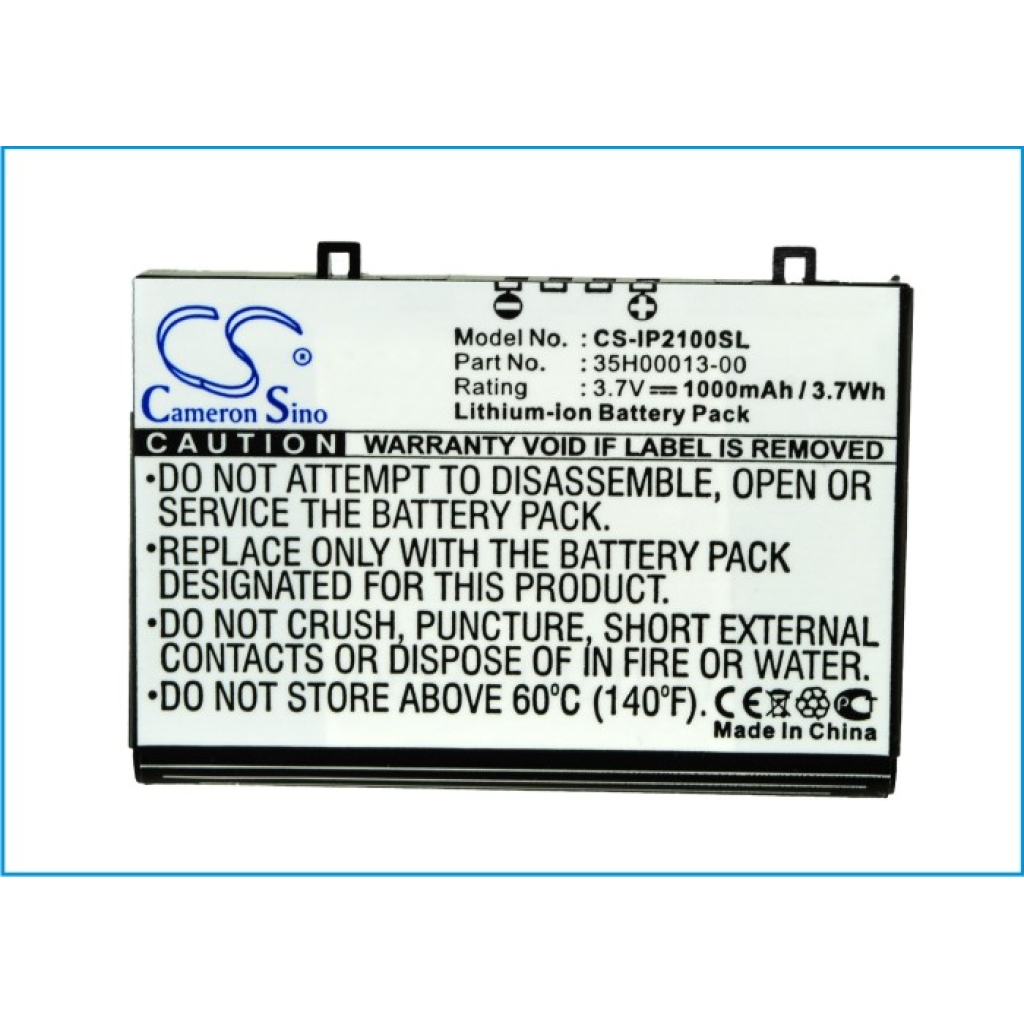 CS
Cameron Sino
Model No. : CS-IP2100SL
Part No. : 35H00013-00
Rating : 3.7V ⎓ 1000mAh / 3.7Wh
Lithium-ion Battery Pack
CAUTION WARRANTY VOID IF LABEL IS REMOVED
•DO NOT ATTEMPT TO DISASSEMBLE, OPEN OR
SERVICE THE BATTERY PACK.
•REPLACE ONLY WITH THE BATTERY PACK
DESIGNATED FOR THIS PRODUCT.
•DO NOT CRUSH, PUNCTURE, SHORT EXTERNAL
CONTACTS OR DISPOSE OF IN FIRE OR WATER.
•DO NOT STORE ABOVE 60°C (140°F). CE
Made In China